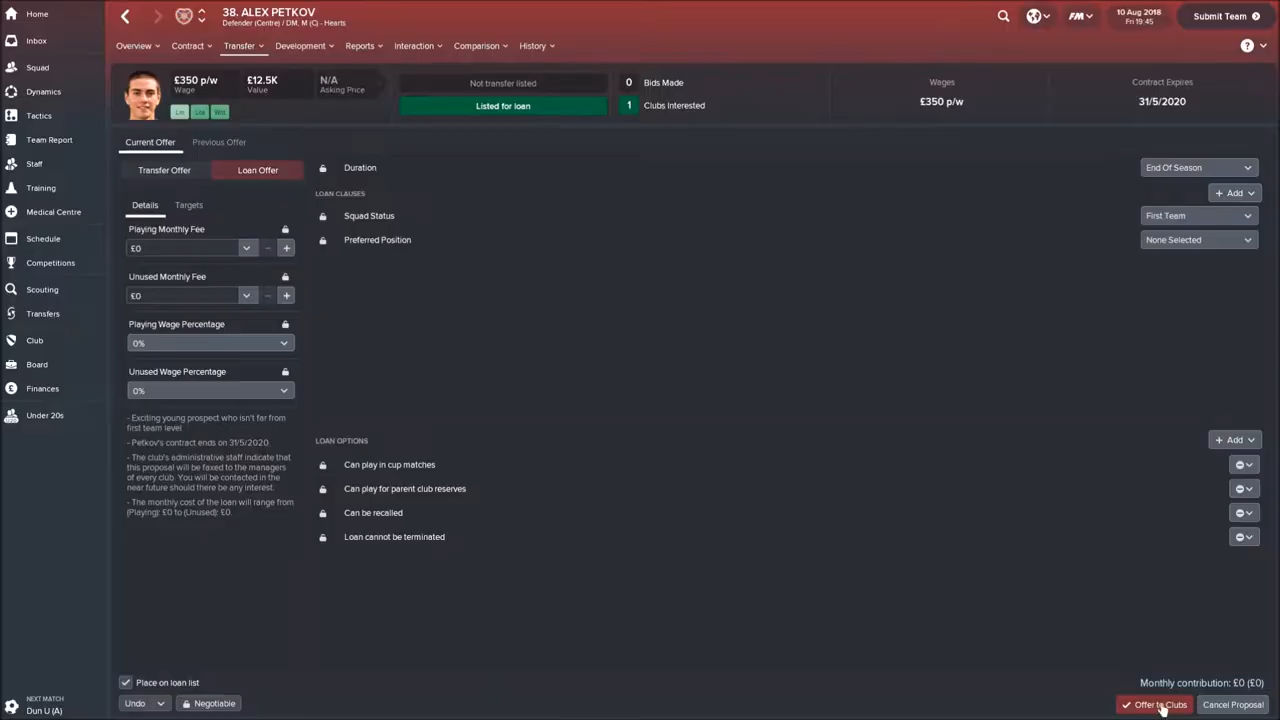 38. ALEX PETKOV
Defender (Centre) / DM, M (C) - Hearts
10 Aug 2018
Fri 19:45
FM
Submit Team
Home
Inbox
Squad
Dynamics
Tactics
Team Report
Staff
Training
Medical Centre
Schedule
Competitions
Scouting
Transfers
Club
Board
Finances
Under 20s
NEXT MATCH
Dun U (A)
Overview
Contract
Transfer
Development
Reports
Interaction
Comparison
History
?
£350 p/w
Wage
£12.5K
Value
N/A
Asking Price
Lrn
Loa
Wnt
Not transfer listed
Listed for loan
0 Bids Made
1 Clubs Interested
Wages
£350 p/w
Contract Expires
31/5/2020
Current Offer
Previous Offer
Transfer Offer
Loan Offer
Details
Targets
Playing Monthly Fee
£0
Unused Monthly Fee
£0
Playing Wage Percentage
0%
Unused Wage Percentage
0%
- Exciting young prospect who isn't far from
first team level
- Petkov's contract ends on 31/5/2020.
- The club's administrative staff indicate that
this proposal will be faxed to the managers
of every club. You will be contacted in the
near future should there be any interest.
- The monthly cost of the loan will range from
(Playing): £0 to (Unused): £0.
Duration
End Of Season
LOAN CLAUSES
+ Add
Squad Status
First Team
Preferred Position
None Selected
LOAN OPTIONS
+ Add
Can play in cup matches
Can play for parent club reserves
Can be recalled
Loan cannot be terminated
Place on loan list
Undo
Negotiable
Monthly contribution: £0 (£0)
Offer to Clubs
Cancel Proposal